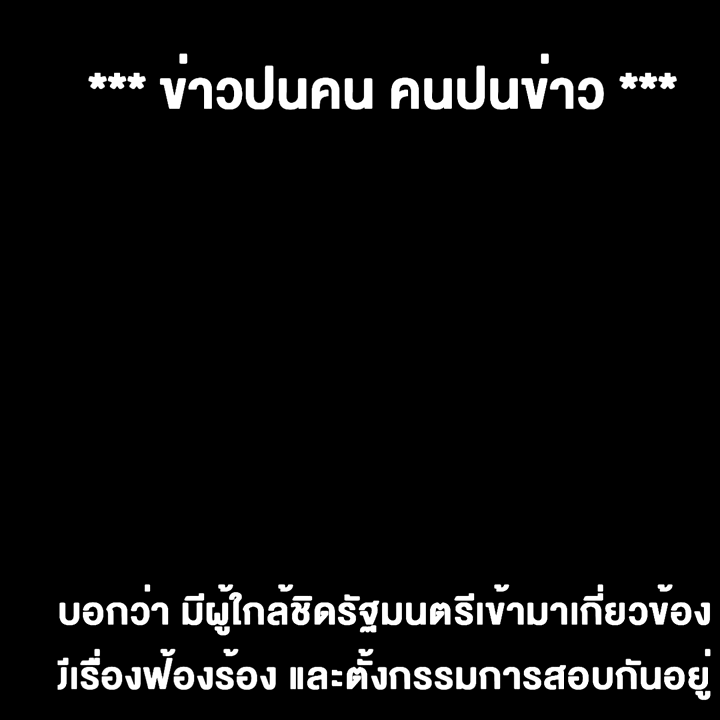 *** ข่าวปนคน คนปนข่าว ***
บอกว่า มีผู้ใกล้ชิดรัฐมนตรีเข้ามาเกี่ยวข้อง
มีเรื่องฟ้องร้อง และตั้งกรรมการสอบกันอยู่